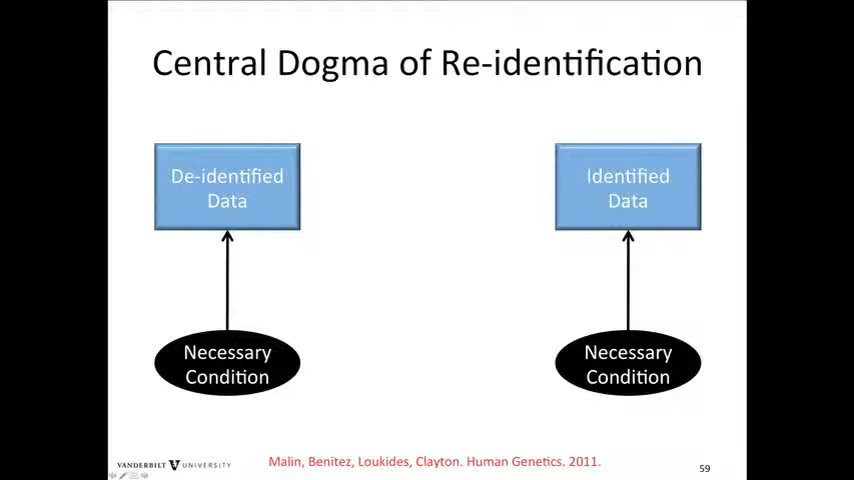 Central Dogma of Re-identification
De-identified
Data
Identified
Data
Necessary
Condition
Necessary
Condition
VANDERBILT V UNIVERSITY
Malin, Benitez, Loukides, Clayton. Human Genetics. 2011.
59